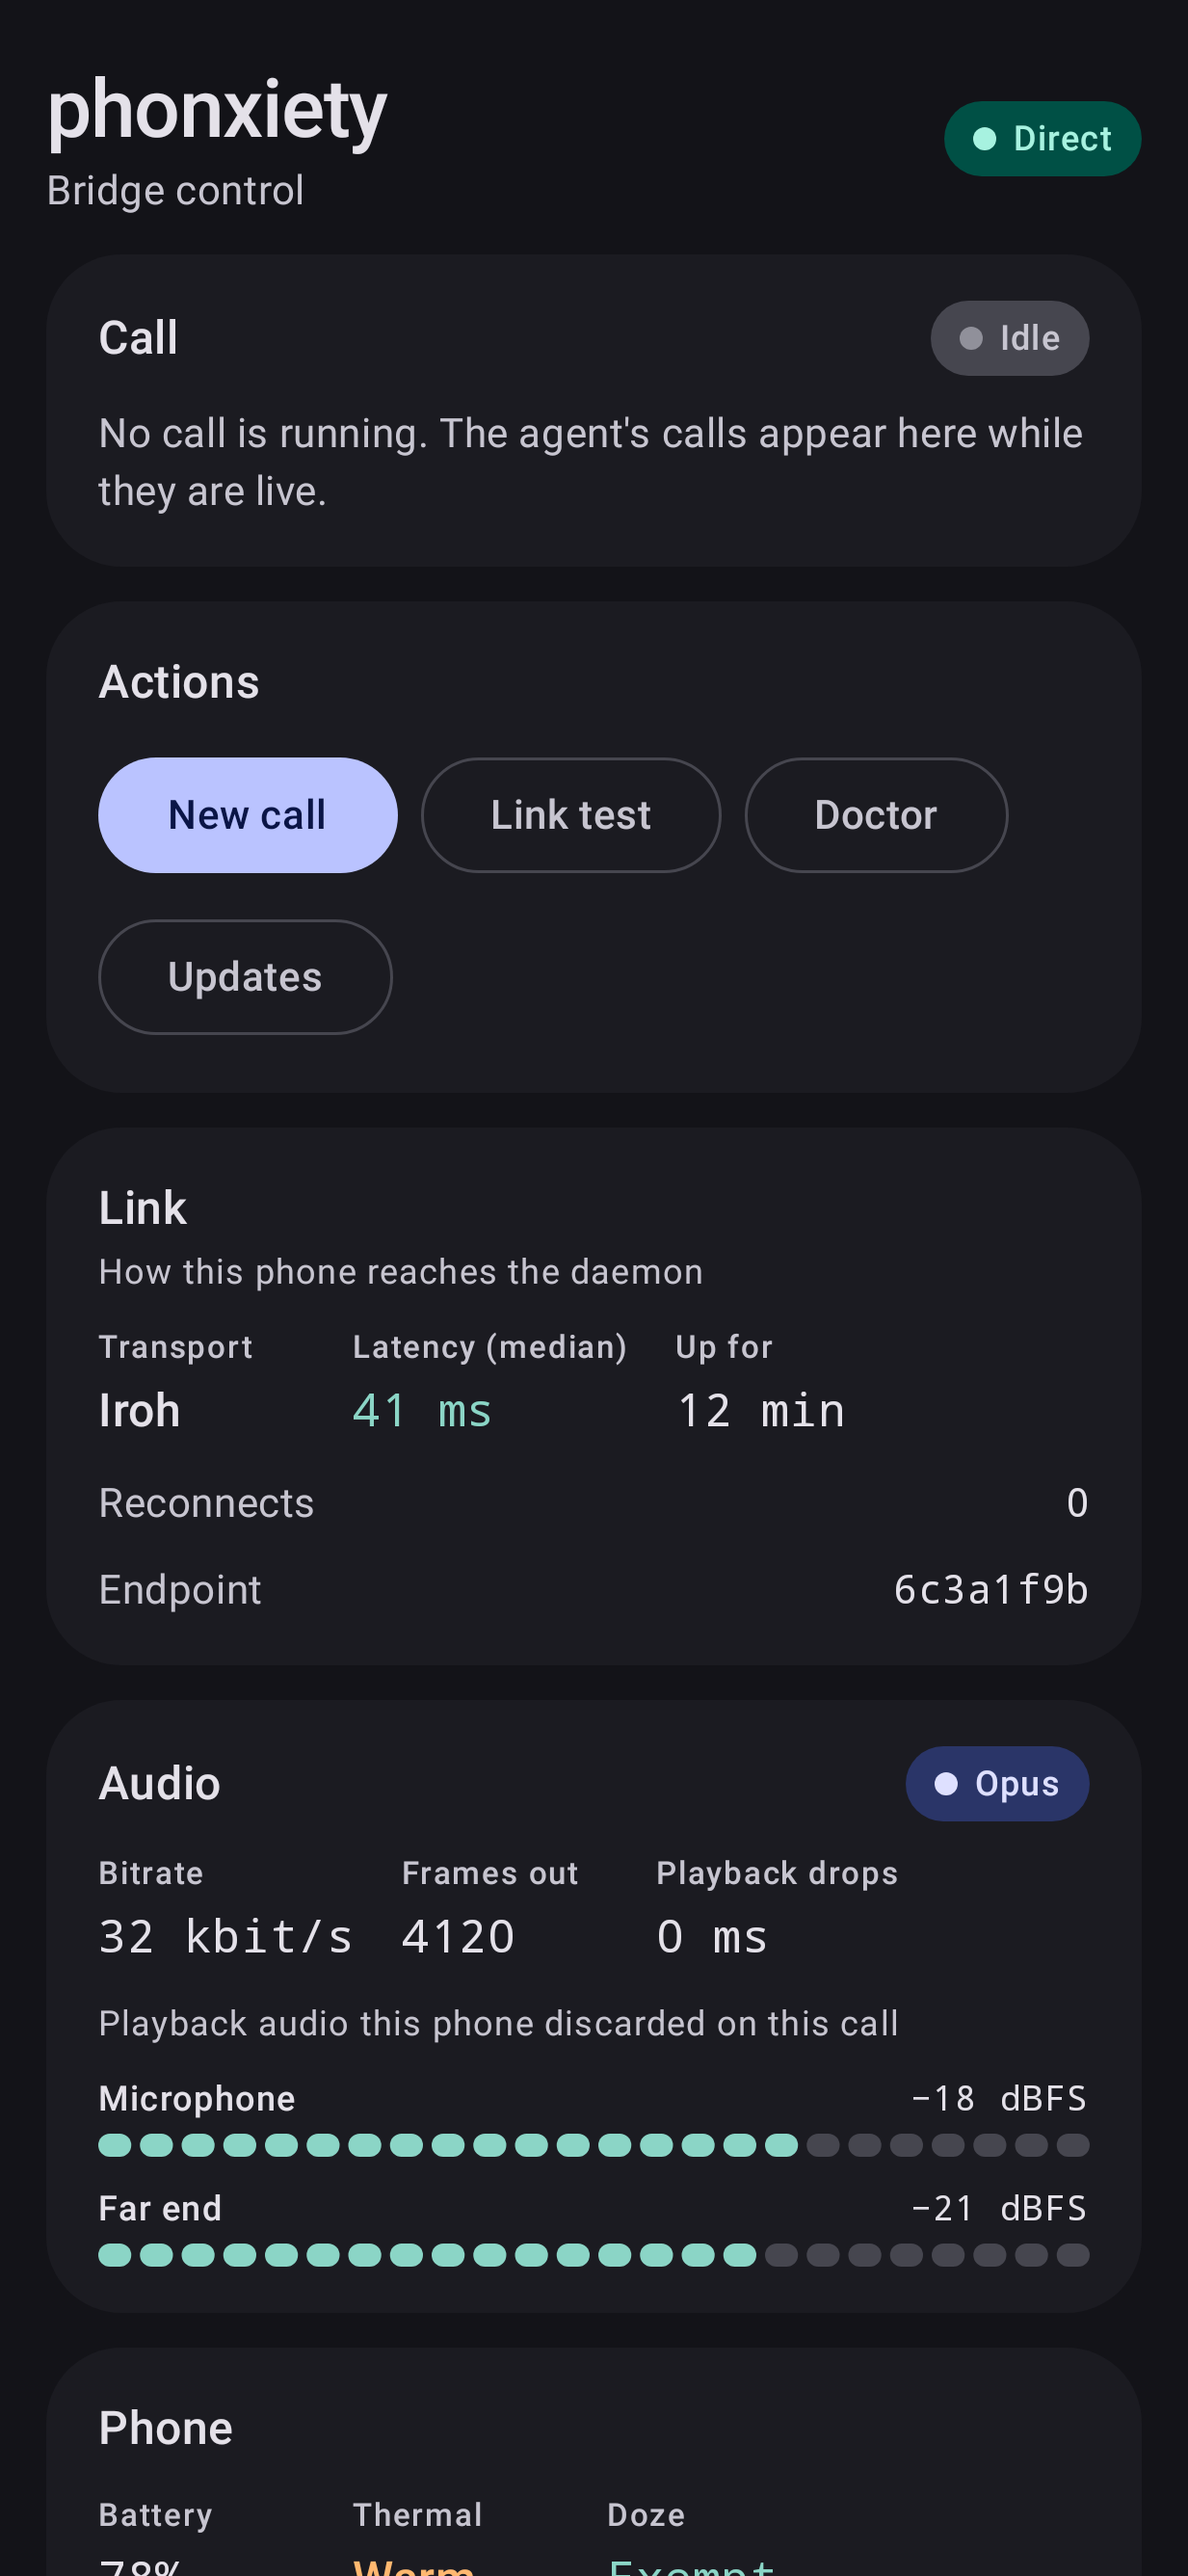 phonxiety
Bridge control
Direct
Call
Idle
No call is running. The agent's calls appear here while
they are live.
Actions
New call
Link test
Doctor
Updates
Link
How this phone reaches the daemon
Transport
Latency (median)
Up for
Iroh
41 ms
12 min
Reconnects
0
Endpoint
6c3a1f9b
Audio
Opus
Bitrate
Frames out
Playback drops
32 kbit/s
4120
0 ms
Playback audio this phone discarded on this call
Microphone
−18 dBFS
Far end
−21 dBFS
Phone
Battery
Thermal
Doze
78%
Warm
Exempt